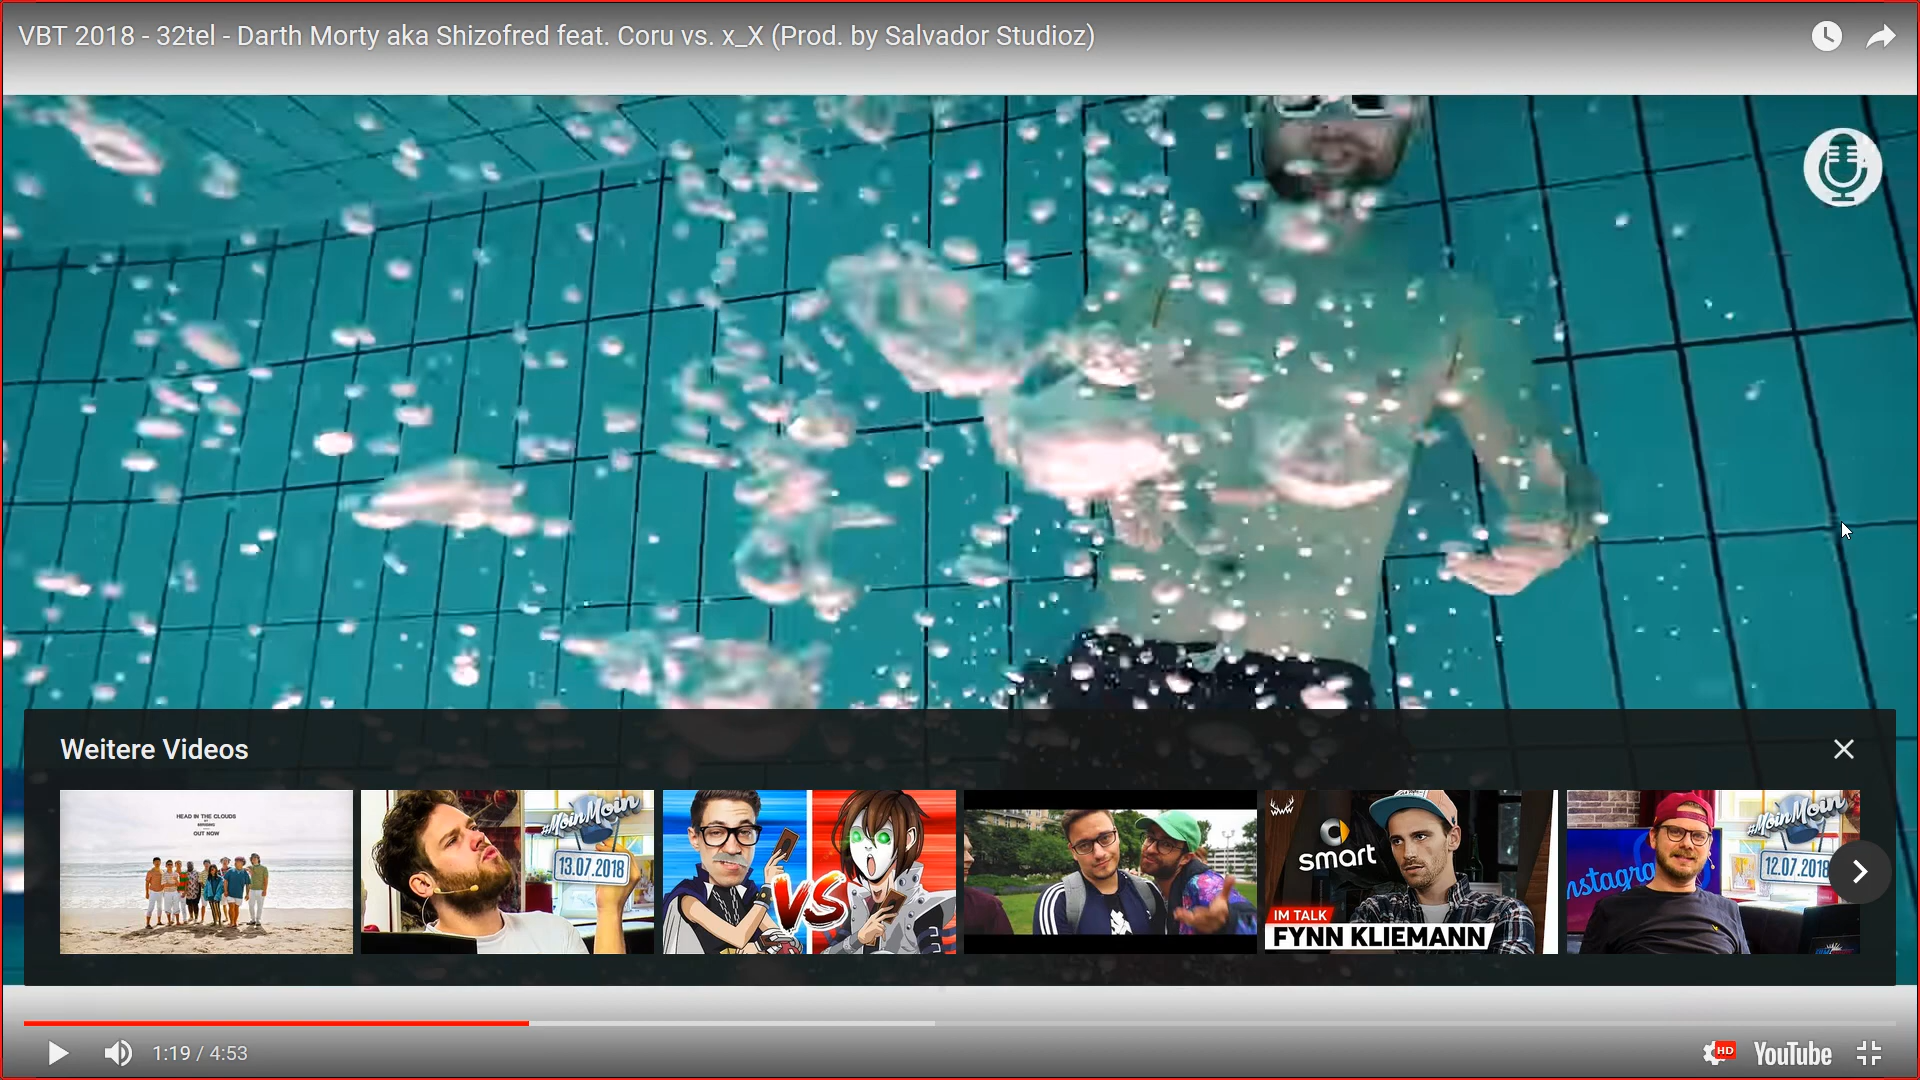 VBT 2018 - 32tel - Darth Morty aka Shizofred feat. Coru vs. x_X (Prod. by Salvador Studioz)
Weitere Videos
HEAD IN THE CLOUDS
OUT NOW
#MoinMoin
13.07.2018
VS
smart
IM TALK
FYNN KLIEMANN
nstagra
#MoinMoin
12.07.2018
1:19 / 4:53
HD
YouTube